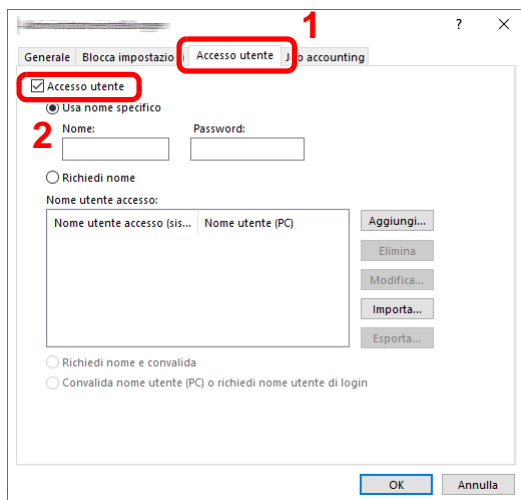 1
? ×
Generale Blocca impostazio i Accesso utente J b accounting
Accesso utente
Usa nome specifico
2
Nome: Password:
Richiedi nome
Nome utente accesso:
Nome utente accesso (sis... Nome utente (PC)
Aggiungi...
Elimina
Modifica...
Importa...
Esporta...
Richiedi nome e convalida
Convalida nome utente (PC) o richiedi nome utente di login
OK Annulla